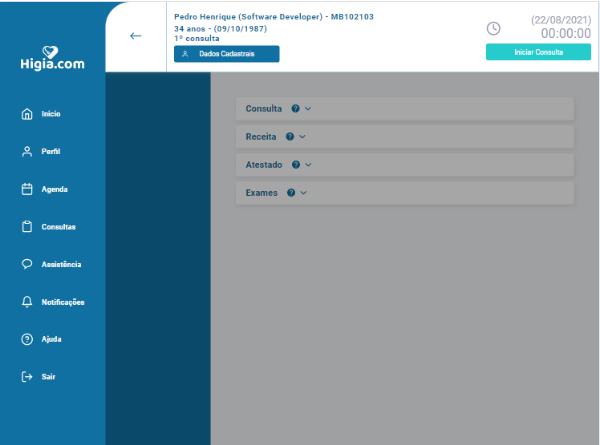 Higia.com
Início
Perfil
Agenda
Consultas
Assistência
Notificações
Ajuda
Sair
Pedro Henrique (Software Developer) - MB102103
34 anos - (09/10/1987)
1º consulta
Dados Cadastrais
(22/08/2021)
00:00:00
Iniciar Consulta
Consulta ?
Receita ?
Atestado ?
Exames ?